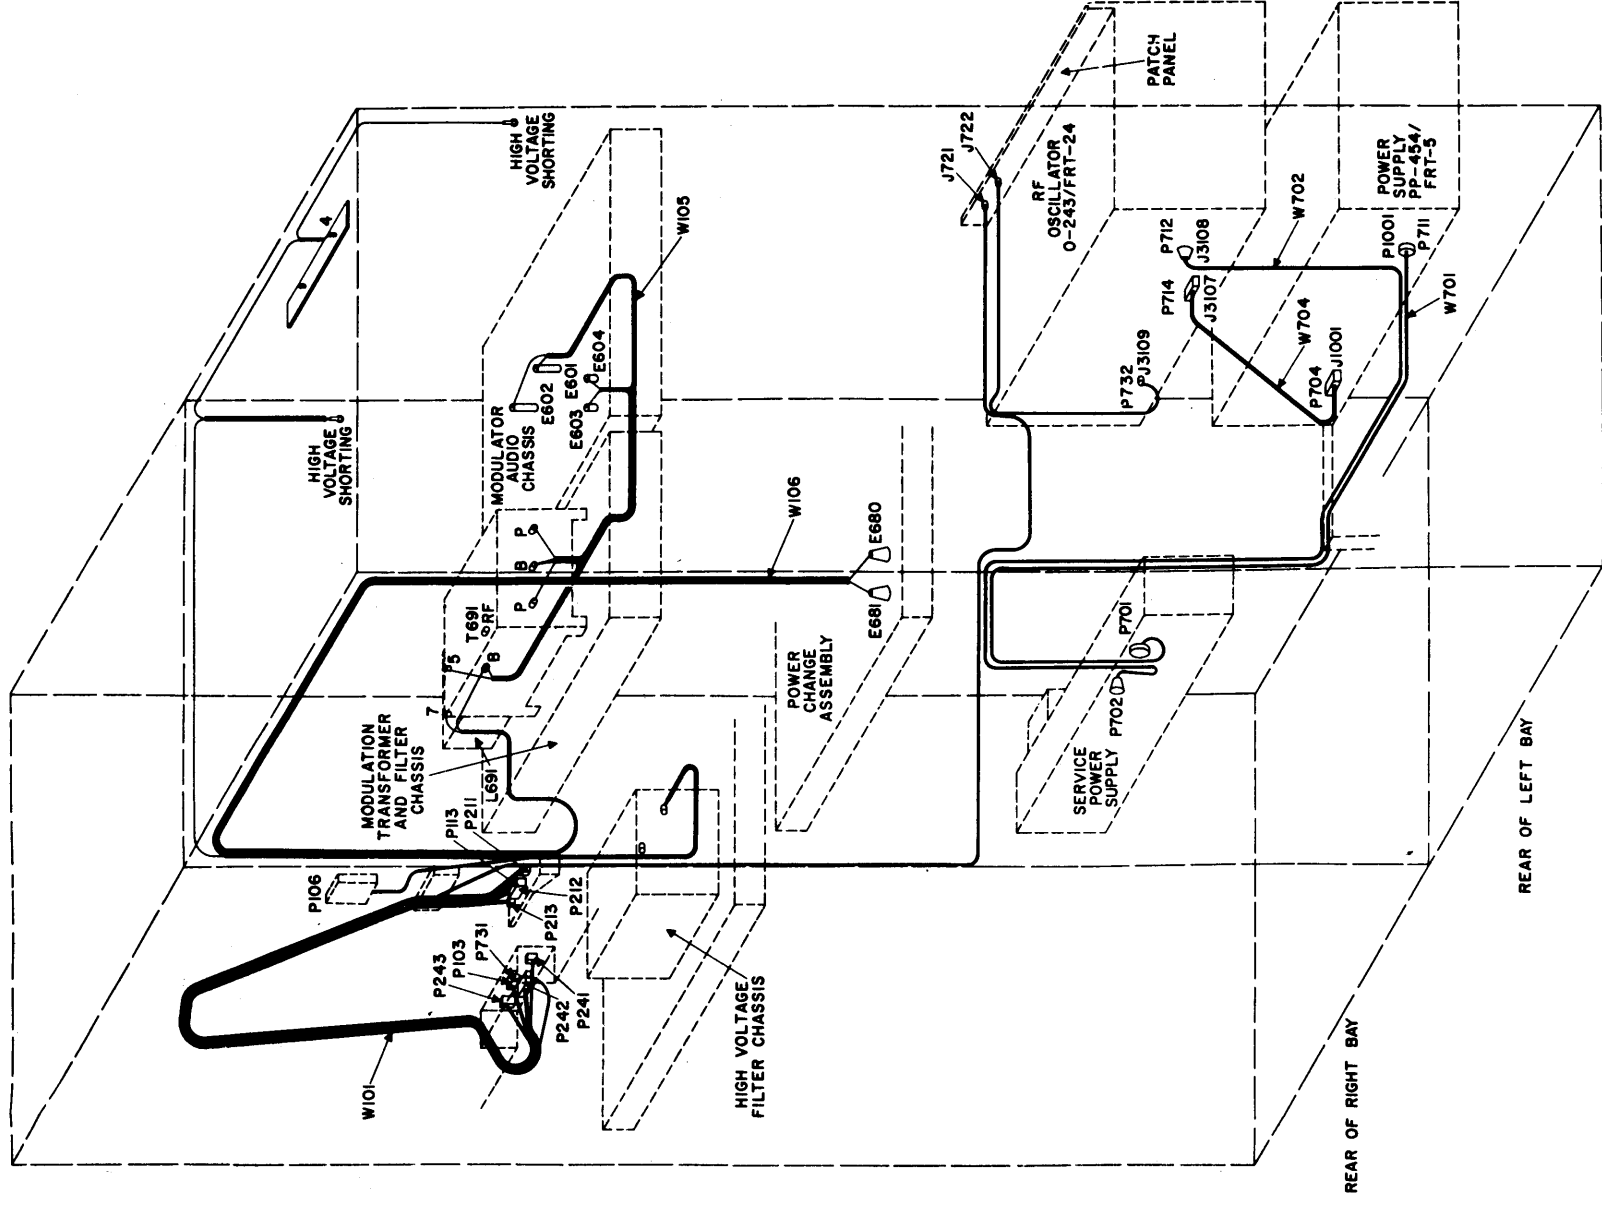 HIGH
VOLTAGE
SHORTING
4
HIGH
VOLTAGE
SHORTING
W105
MODULATOR
AUDIO
CHASSIS
E602
E601
E603
E604
P
B
P
T691
RF
5
B
7
P
L691
MODULATION
TRANSFORMER
AND FILTER
CHASSIS
P113
P211
P106
P212
P213
P731
P103
P243
P242
P241
W101
HIGH VOLTAGE
FILTER CHASSIS
W106
E680
E681
POWER
CHANGE
ASSEMBLY
PATCH
PANEL
J721
J722
RF
OSCILLATOR
O-243/FRT-24
POWER
SUPPLY
PP-454/
FRT-5
P712
J3108
W702
P1001
P711
P714
J3107
W704
W701
P732
J3109
P704
J1001
P701
P702
SERVICE
POWER
SUPPLY
REAR OF LEFT BAY
REAR OF RIGHT BAY